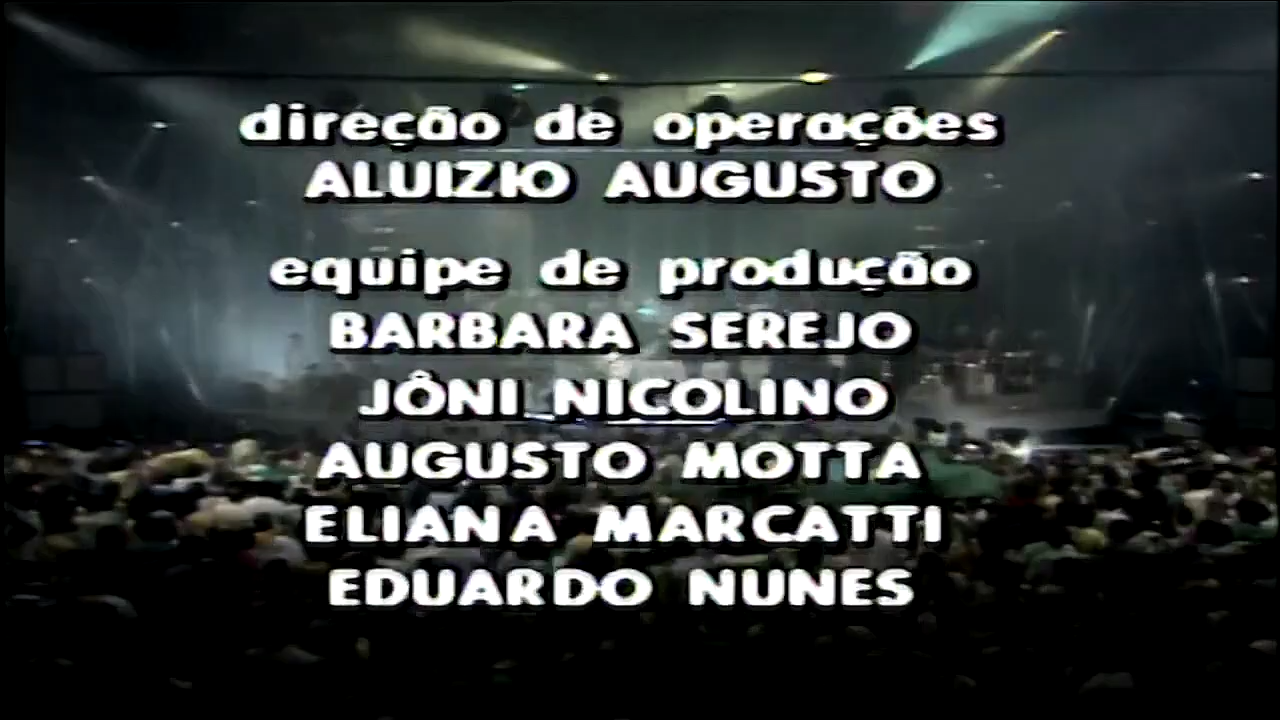 direção de operações
ALUIZIO AUGUSTO
equipe de produção
BARBARA SEREJO
JÔNI NICOLINO
AUGUSTO MOTTA
ELIANA MARCATTI
EDUARDO NUNES